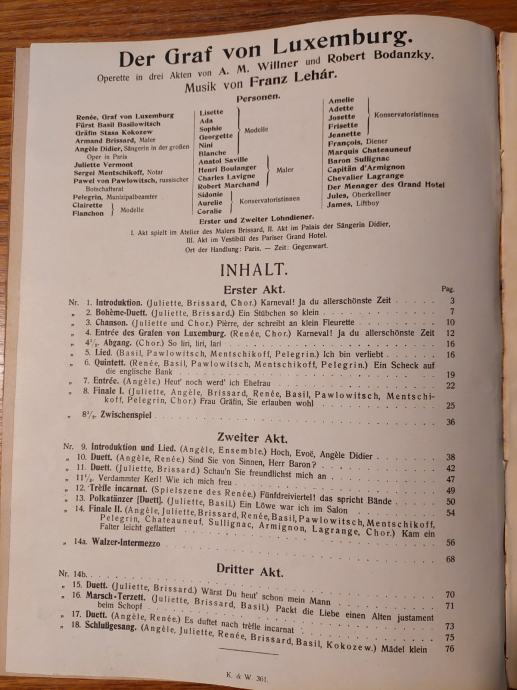 Der Graf von Luxemburg.
Operette in drei Akten von A. M. Willner und Robert Bodanzky.
Musik von Franz Lehár.
Personen.
Renée, Graf von Luxemburg
Fürst Basil Basilowitsch
Gräfin Stasa Kokozew
Armand Brissard, Maler
Angèle Didier, Sängerin in der großen
Oper in Paris
Juliette Vermont
Sergei Mentschikoff, Notar
Pawel von Pawlowitsch, russischer
Botschaftsrat
Pelegrin, Munizipalbeamter
Clairette
Flanchon
Modelle
Lisette
Ada
Sophie
Georgette
Nini
Blanche
Modelle
Anatol Saville
Henri Boulanger
Charles Lavigne
Robert Marchand
Maler
Sidonie
Aurelie
Coralie
Konservatoristinnen
Amelie
Adette
Josette
Frisette
Jeanette
Konservatoristinnen
François, Diener
Marquis Chateauneuf
Baron Sullignac
Capitän d'Armignon
Chevalier Lagrange
Der Menager des Grand Hotel
Jules, Oberkellner
James, Liftboy
Erster und Zweiter Lohndiener.
I. Akt spielt im Atelier des Malers Brissard, II. Akt im Palais der Sängerin Didier,
III. Akt im Vestibül des Pariser Grand Hotel.
Ort der Handlung: Paris. — Zeit: Gegenwart.
INHALT.
Erster Akt.
Pag.
Nr. 1. Introduktion. (Juliette, Brissard, Chor.) Karneval! Ja du allerschönste Zeit . . . . . 3
„ 2. Bohème-Duett. (Juliette, Brissard.) Ein Stübchen so klein . . . . . 7
„ 3. Chanson. (Juliette und Chor.) Pièrre, der schreibt an klein Fleurette . . . . . 10
„ 4. Entrée des Grafen von Luxemburg. (Renée, Chor.) Karneval! Ja du allerschönste Zeit 12
„ 4½. Abgang. (Chor.) So liri, liri, lari . . . . . 16
„ 5. Lied. (Basil, Pawlowitsch, Mentschikoff, Pelegrin.) Ich bin verliebt . . . . . 16
„ 6. Quintett. (Renée, Basil, Pawlowitsch, Mentschikoff, Pelegrin.) Ein Scheck auf
die englische Bank . . . . . 19
„ 7. Entrée. (Angèle.) Heut' noch werd' ich Ehefrau . . . . . 22
„ 8. Finale I. (Angèle, Juliette, Brissard, Renée, Basil, Pawlowitsch, Mentschi-
koff, Pelegrin, Chor.) Frau Gräfin, Sie erlauben wohl . . . . . 25
„ 8½. Zwischenspiel . . . . . 36
Zweiter Akt.
Nr. 9. Introduktion und Lied. (Angèle, Ensemble.) Hoch, Evoë, Angèle Didier . . . . . 38
„ 10. Duett. (Angèle, Renée.) Sind Sie von Sinnen, Herr Baron? . . . . . 42
„ 11. Duett. (Juliette, Brissard.) Schau'n Sie freundlichst mich an . . . . . 47
„ 11½. Verdammter Kerl! Wie ich mich freu . . . . . 49
„ 12. Trèfle incarnat. (Spielszene des Renée.) Fünfdreiviertel! das spricht Bände . . . . . 50
„ 13. Polkatänzer [Duett]. (Juliette, Basil.) Ein Löwe war ich im Salon . . . . . 54
„ 14. Finale II. (Angèle, Juliette, Brissard, Renée, Basil, Pawlowitsch, Mentschikoff,
Pelegrin, Chateauneuf, Sullignac, Armignon, Lagrange, Chor.) Kam ein
Falter leicht geflattert . . . . . 56
„ 14a. Walzer-Intermezzo . . . . . 68
Dritter Akt.
Nr. 14b. . . . . . 70
„ 15. Duett. (Juliette, Brissard.) Wärst Du heut' schon mein Mann . . . . . 71
„ 16. Marsch-Terzett. (Juliette, Brissard, Basil.) Packt die Liebe einen Alten justament
beim Schopf . . . . . 73
„ 17. Duett. (Angèle, Renée.) Es duftet nach trèfle incarnat . . . . . 75
„ 18. Schlußgesang. (Angèle, Juliette, Renée, Brissard, Basil, Kokozew.) Mädel klein 76
K. & W. 361.